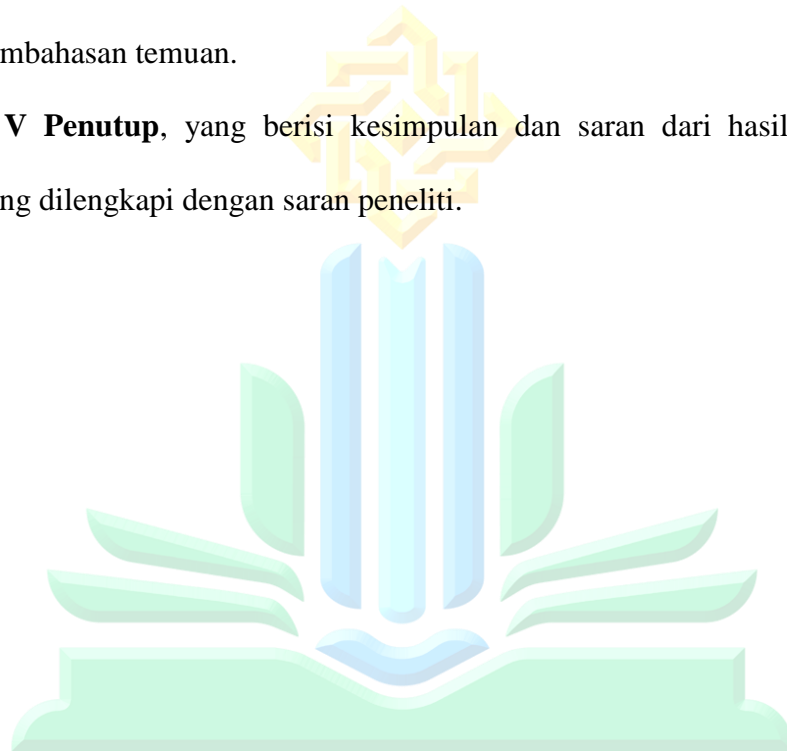 mbahasan temuan.
V Penutup, yang berisi kesimpulan dan saran dari hasil
ng dilengkapi dengan saran peneliti.